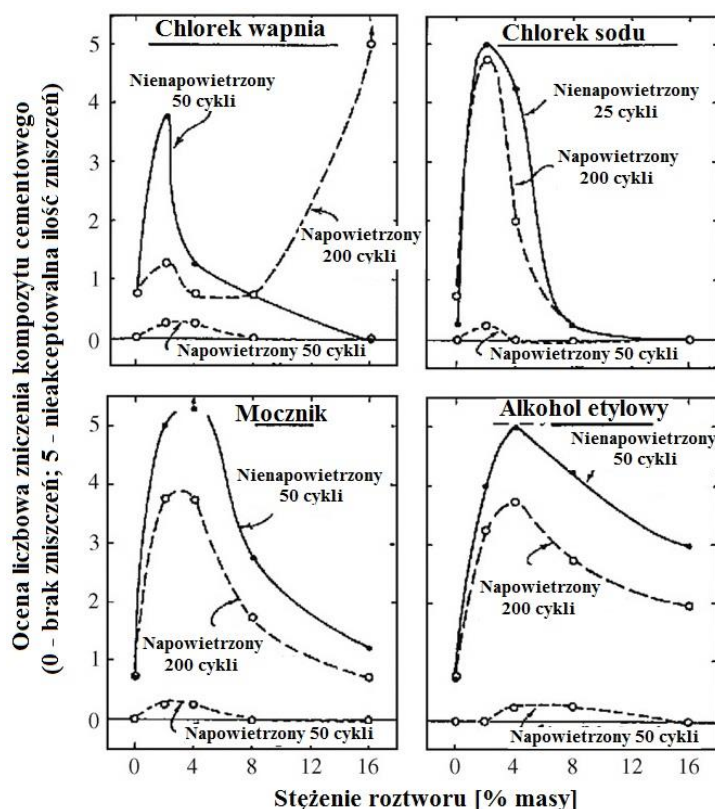 Ocena liczbowa zniczenia kompozytu cementowego
(0 - brak zniszczeń; 5 - nieakceptowalna ilość zniszczeń)
Chlorek wapnia
5
4
3
2
1
0
Nienapowietrzony
50 cykli
Napowietrzony
200 cykli
Napowietrzony 50 cykli
Chlorek sodu
Nienapowietrzony
25 cykli
Napowietrzony
200 cykli
Napowietrzony 50 cykli
Mocznik
5
4
3
2
1
0
Nienapowietrzony
50 cykli
Napowietrzony
200 cykli
Napowietrzony 50 cykli
0 4 8 12 16
Alkohol etylowy
Nienapowietrzony
50 cykli
Napowietrzony
200 cykli
Napowietrzony 50 cykli
0 4 8 12 16
Stężenie roztworu [% masy]